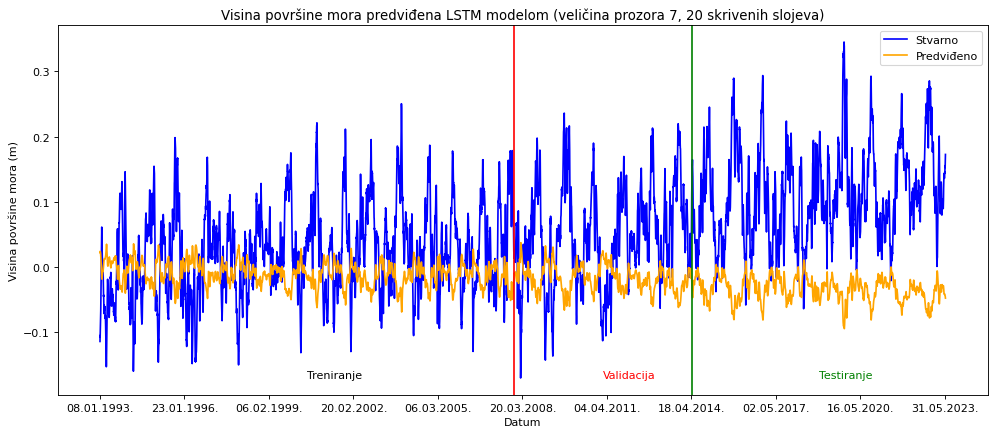 Visina površine mora predviđena LSTM modelom (veličina prozora 7, 20 skrivenih slojeva)
Stvarno
Predviđeno
Visina površine mora (m)
0.3
0.2
0.1
0.0
−0.1
Treniranje
Validacija
Testiranje
08.01.1993.
23.01.1996.
06.02.1999.
20.02.2002.
06.03.2005.
20.03.2008.
04.04.2011.
18.04.2014.
02.05.2017.
16.05.2020.
31.05.2023.
Datum